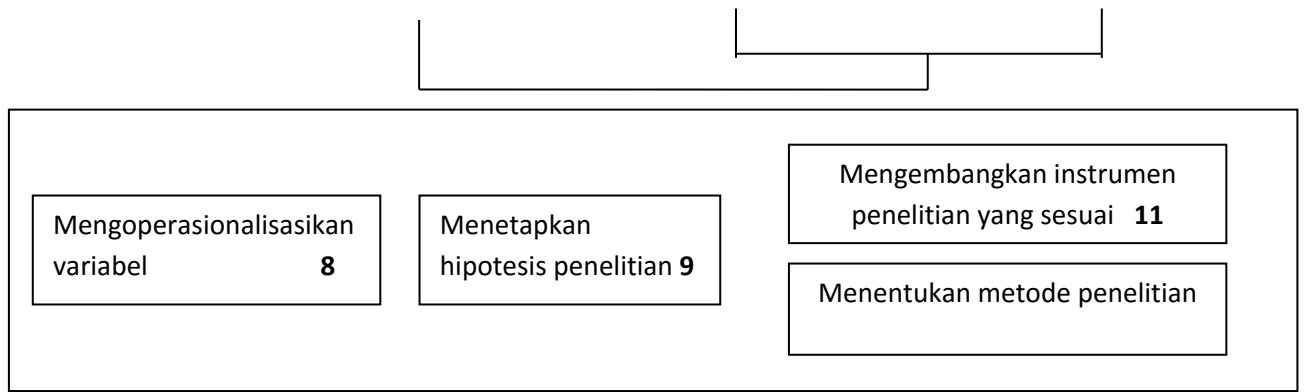 Mengoperasionalisasikan
variabel 8
Menetapkan
hipotesis penelitian 9
Mengembangkan instrumen
penelitian yang sesuai 11
Menentukan metode penelitian